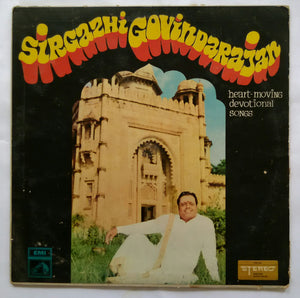 SIRGAZHI GOVINDARAJAN
heart-moving
devotional
SONGS
EMI
STEREO